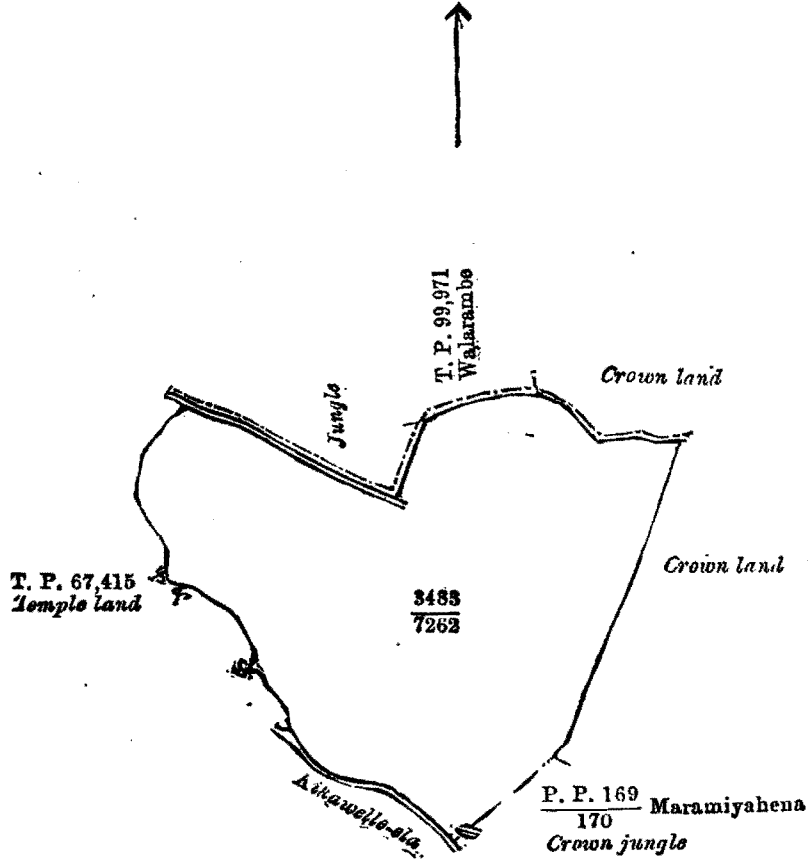 T. P. 99,971
Walarambe
Jungle
Crown land
Crown land
T. P. 67,415
Temple land
3483
7262
P. P. 169
170
Maramiyahena
Crown jungle